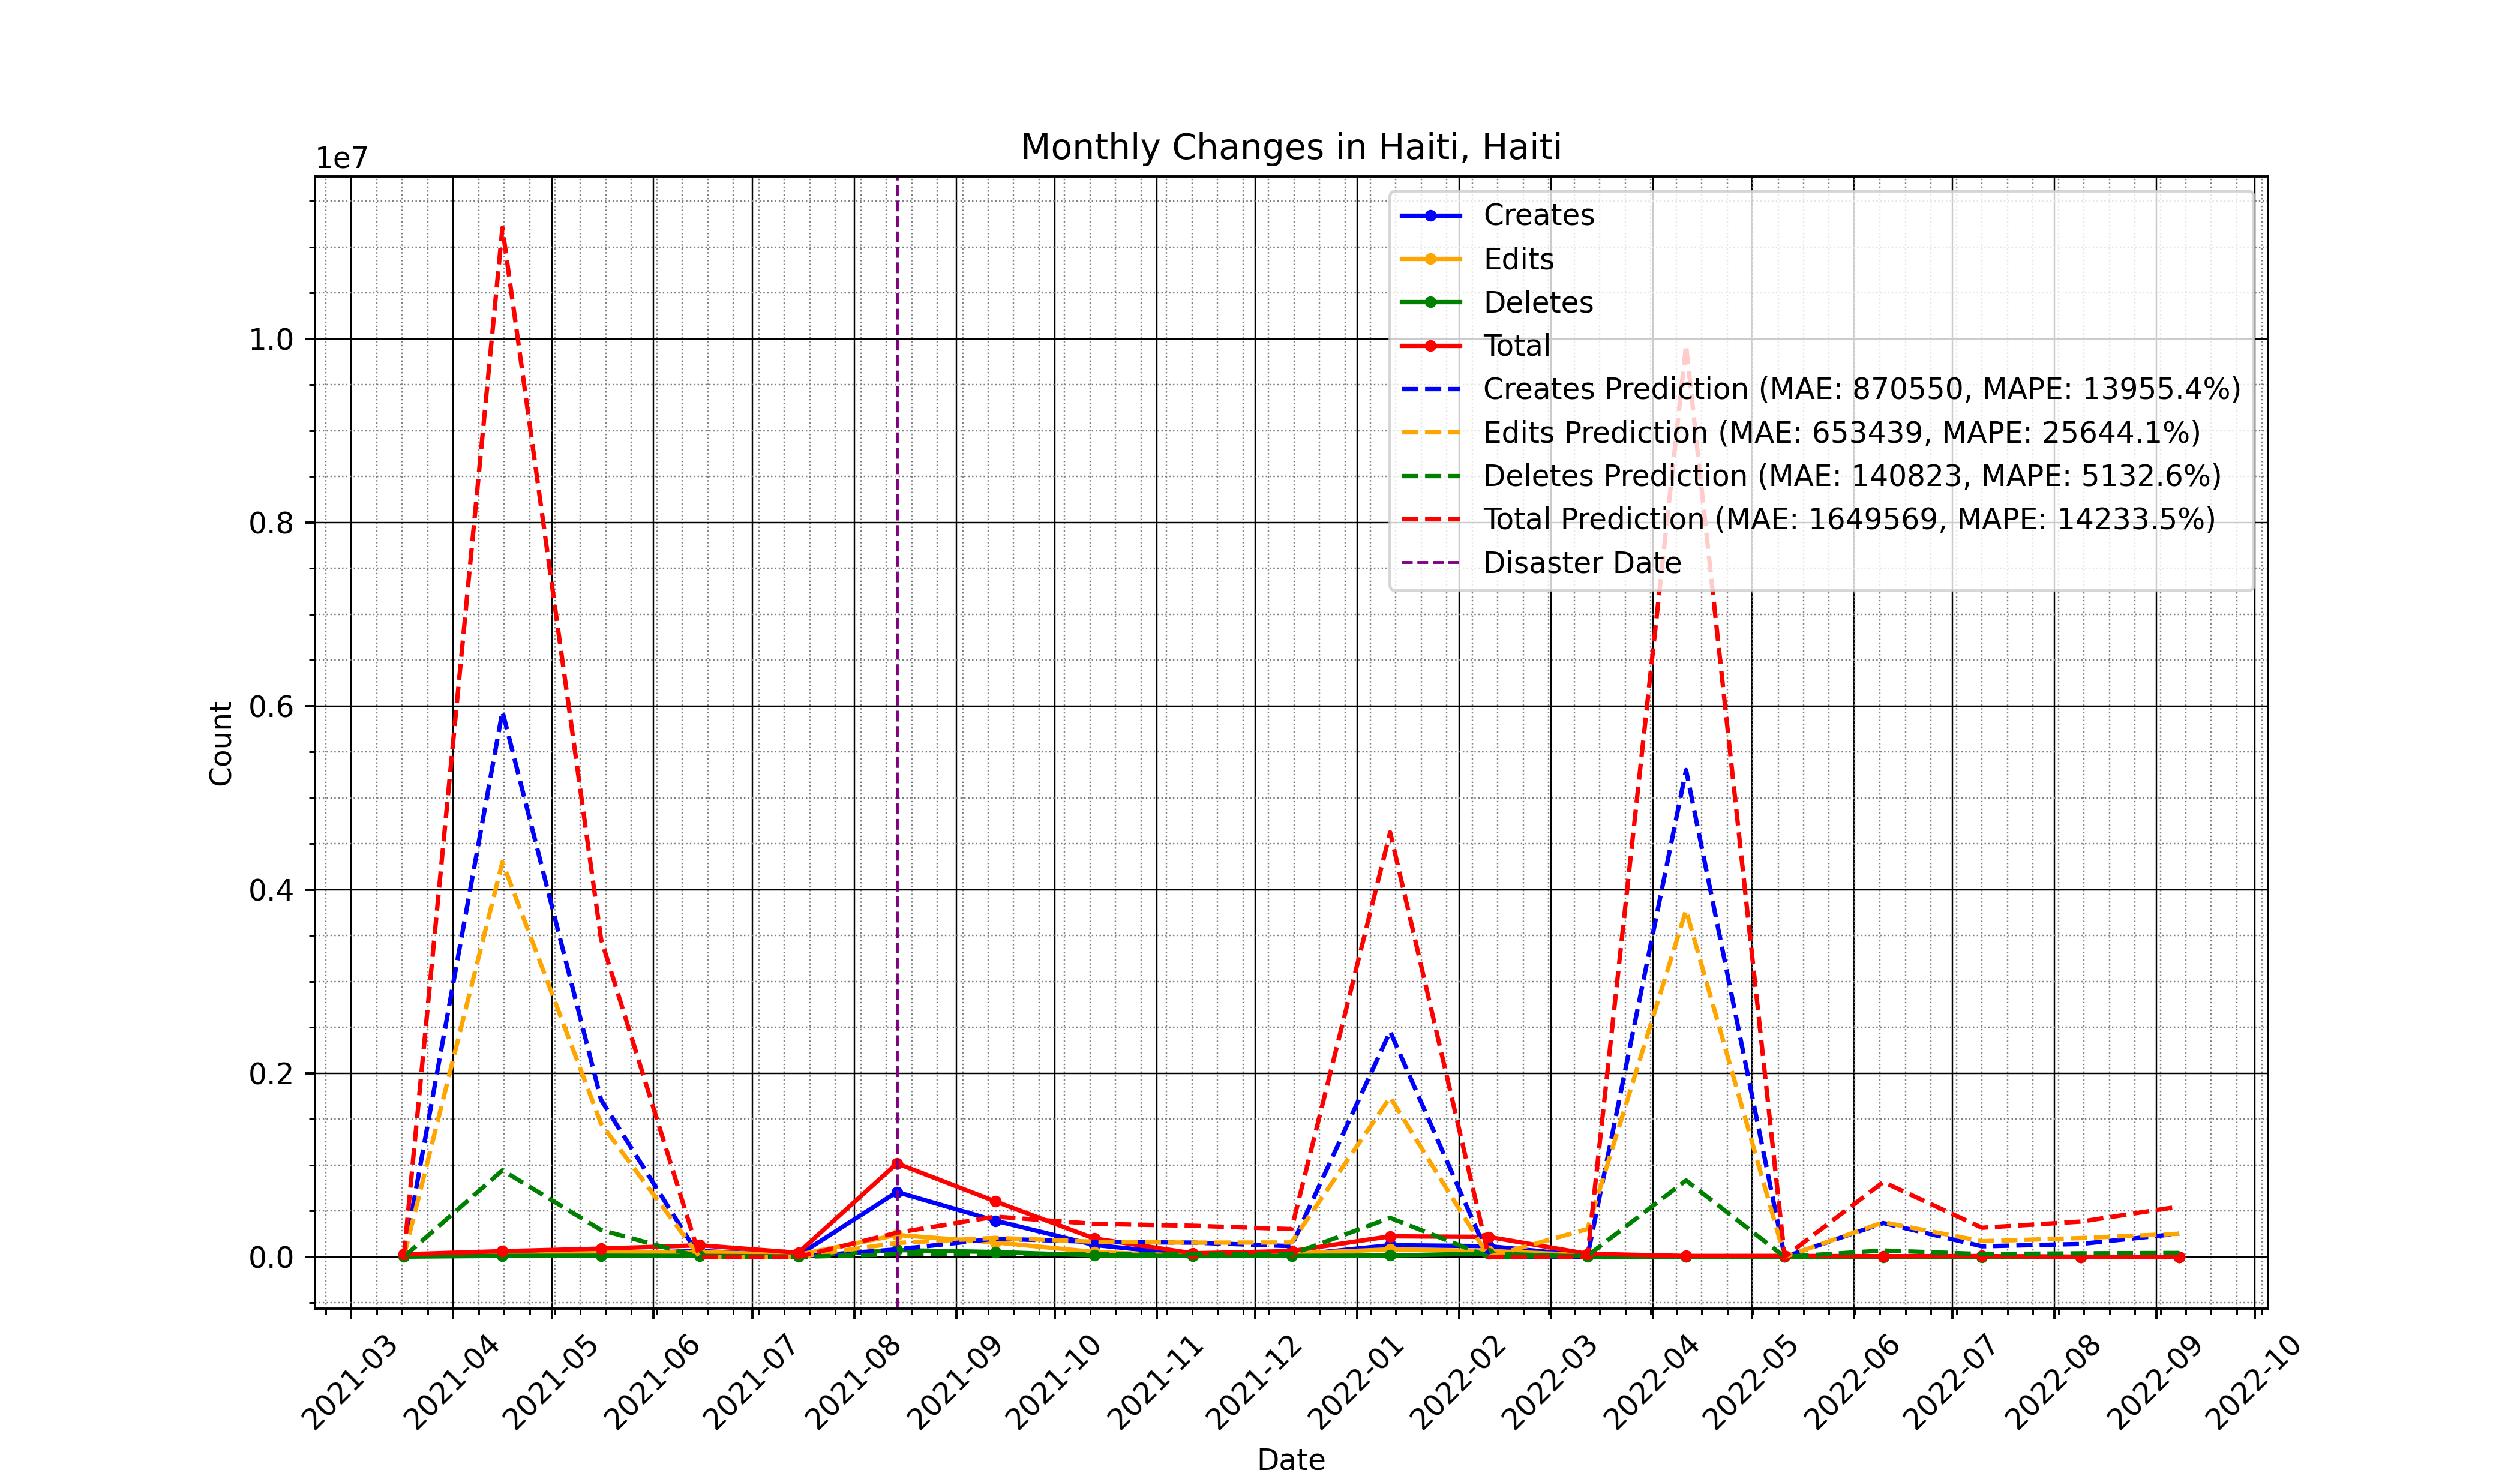 Monthly Changes in Haiti, Haiti
1e7
Creates
Edits
Deletes
Total
Creates Prediction (MAE: 870550, MAPE: 13955.4%)
Edits Prediction (MAE: 653439, MAPE: 25644.1%)
Deletes Prediction (MAE: 140823, MAPE: 5132.6%)
Total Prediction (MAE: 1649569, MAPE: 14233.5%)
Disaster Date
1.0
0.8
0.6
0.4
0.2
0.0
Count
2021-03
2021-04
2021-05
2021-06
2021-07
2021-08
2021-09
2021-10
2021-11
2021-12
2022-01
2022-02
2022-03
2022-04
2022-05
2022-06
2022-07
2022-08
2022-09
2022-10
Date